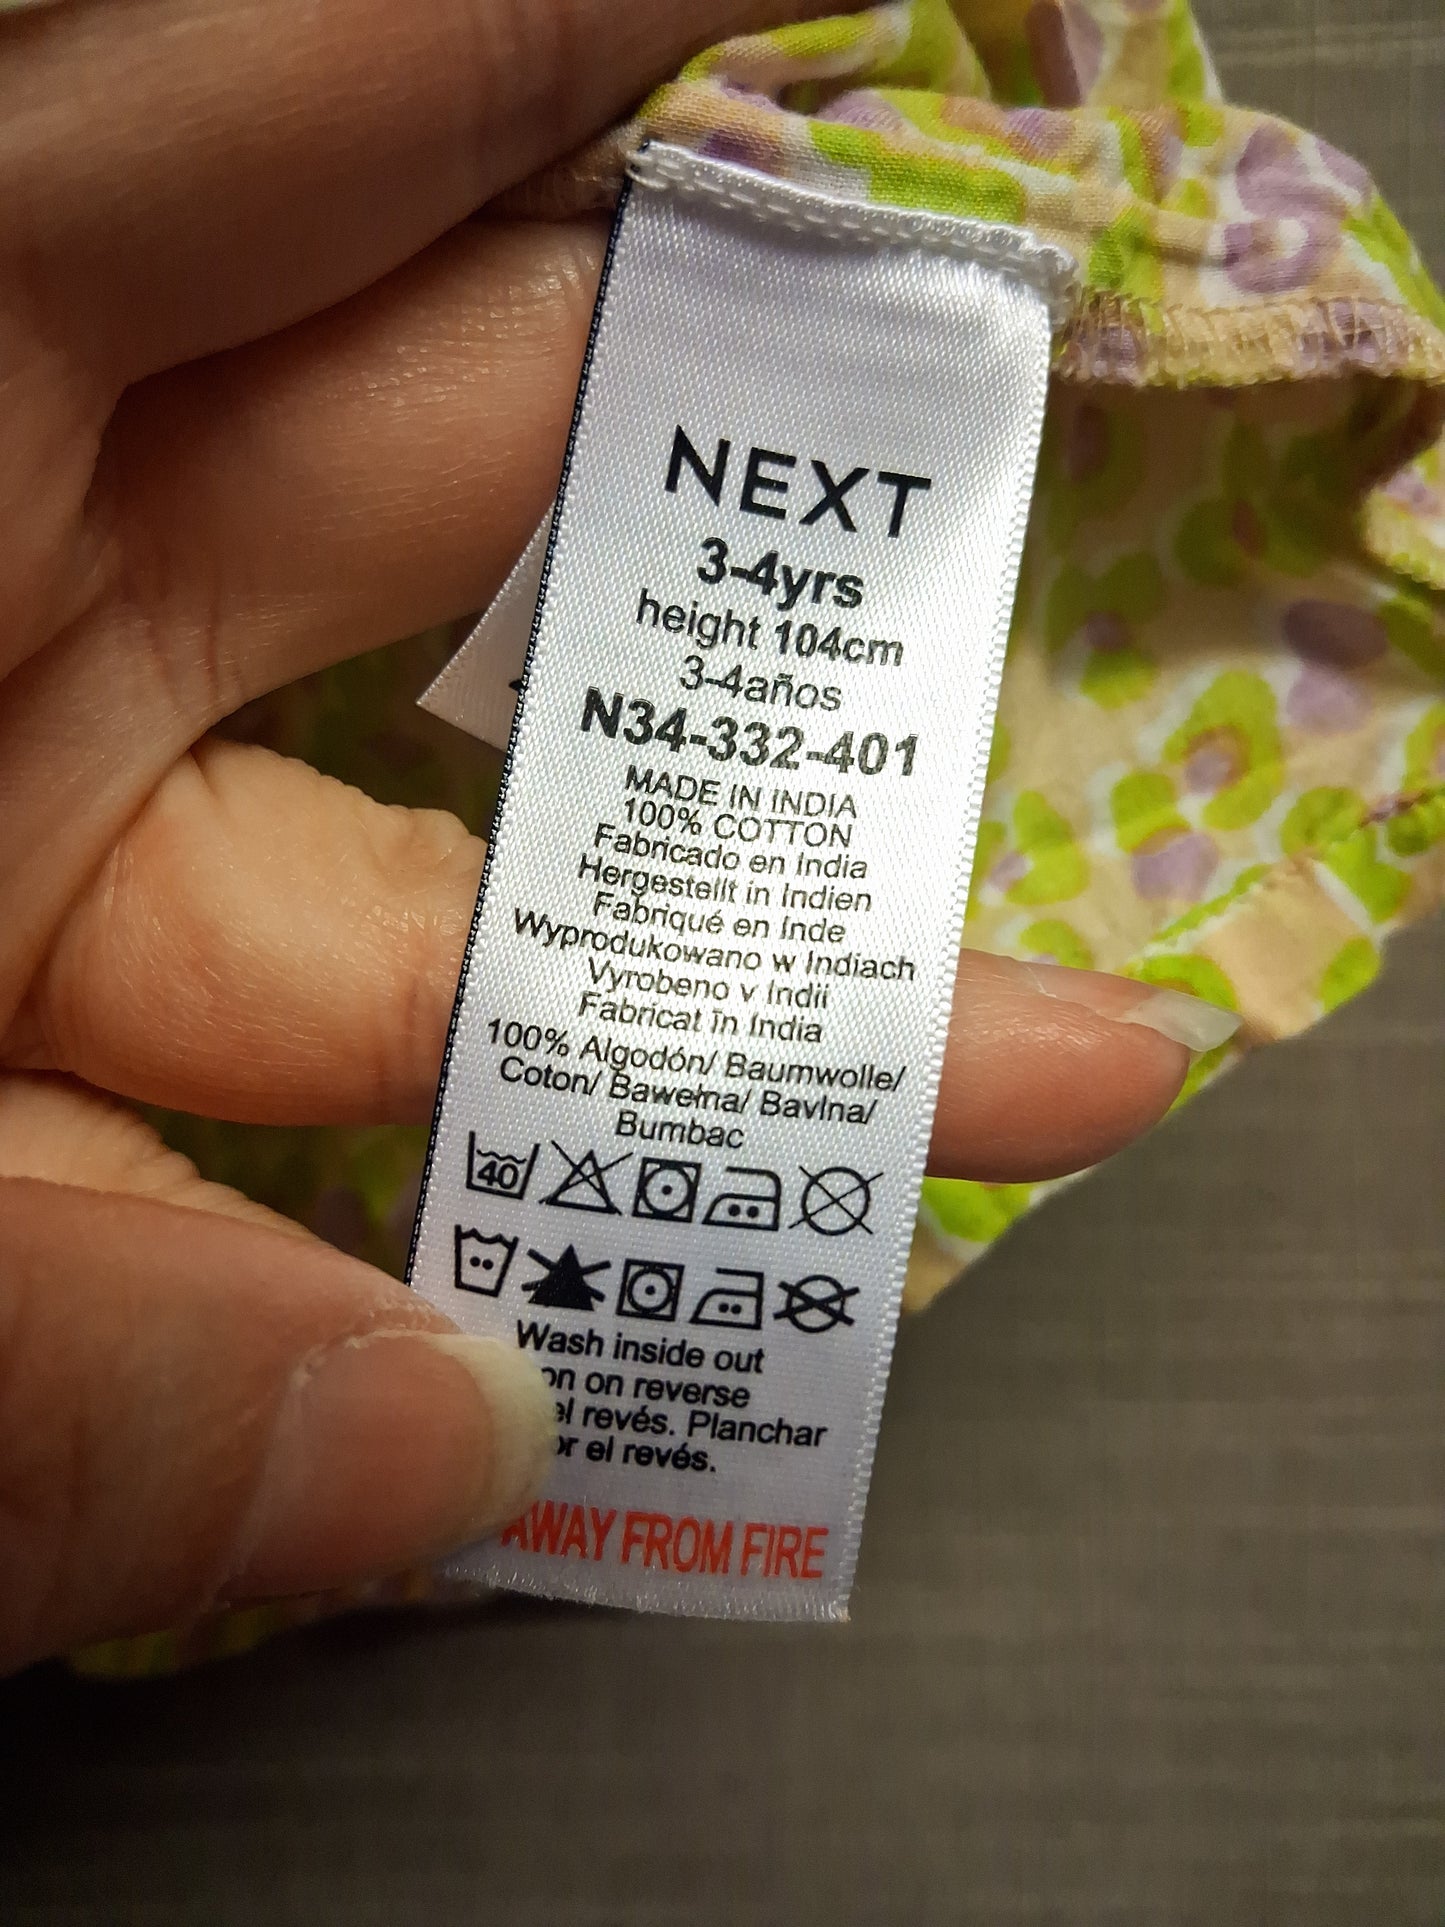 NEXT
3-4yrs
height 104cm
3-4años
N34-332-401
MADE IN INDIA
100% COTTON
Fabricado en India
Hergestellt in Indien
Fabriqué en Inde
Wyprodukowano w Indiach
Vyrobeno v Indii
Fabricat în India
100% Algodón/ Baumwolle/
Coton/ Bawełna/ Bavlna/
Bumbac
40
Wash inside out
on reverse
el revés. Planchar
el revés.
AWAY FROM FIRE